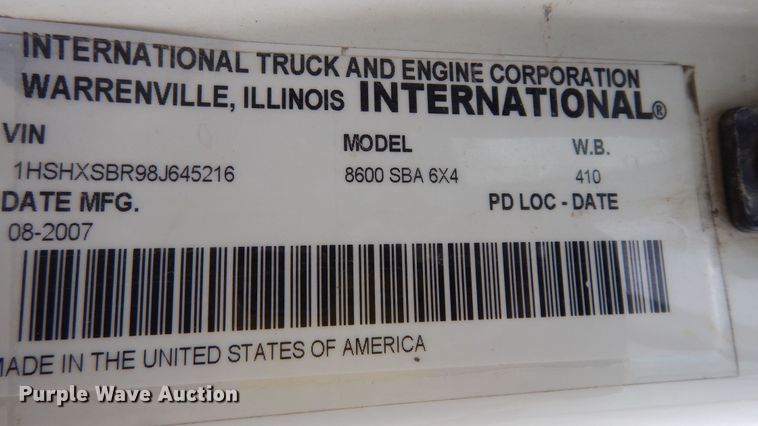 INTERNATIONAL TRUCK AND ENGINE CORPORATION
WARRENVILLE, ILLINOIS INTERNATIONAL®
VIN MODEL W.B.
1HSHXSBR98J645216 8600 SBA 6X4 410
DATE MFG. PD LOC - DATE
08-2007
MADE IN THE UNITED STATES OF AMERICA
Purple Wave Auction